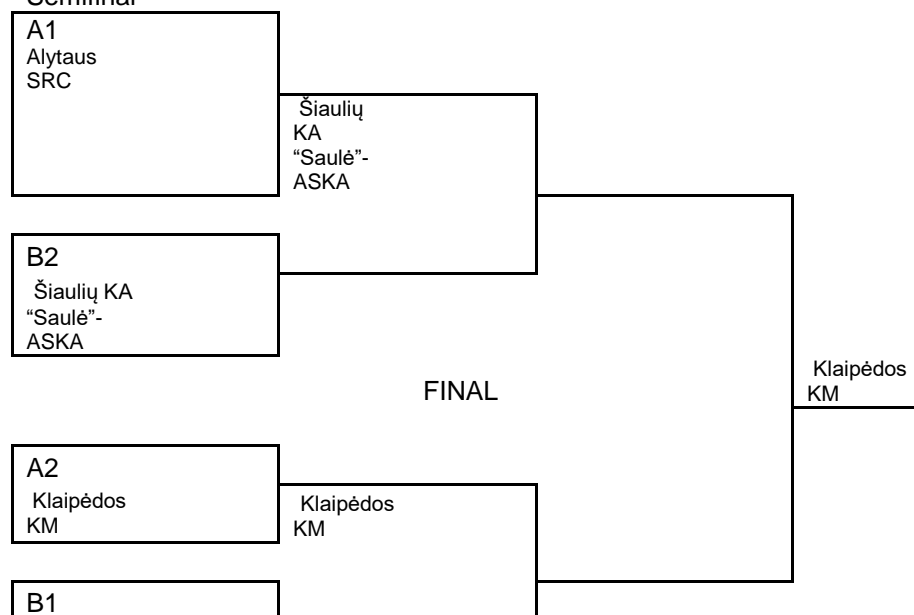 Semifinal
A1
Alytaus
SRC
Šiaulių
KA
“Saulė”-
ASKA
B2
Šiaulių KA
“Saulė”-
ASKA
FINAL
Klaipėdos
KM
A2
Klaipėdos
KM
Klaipėdos
KM
B1